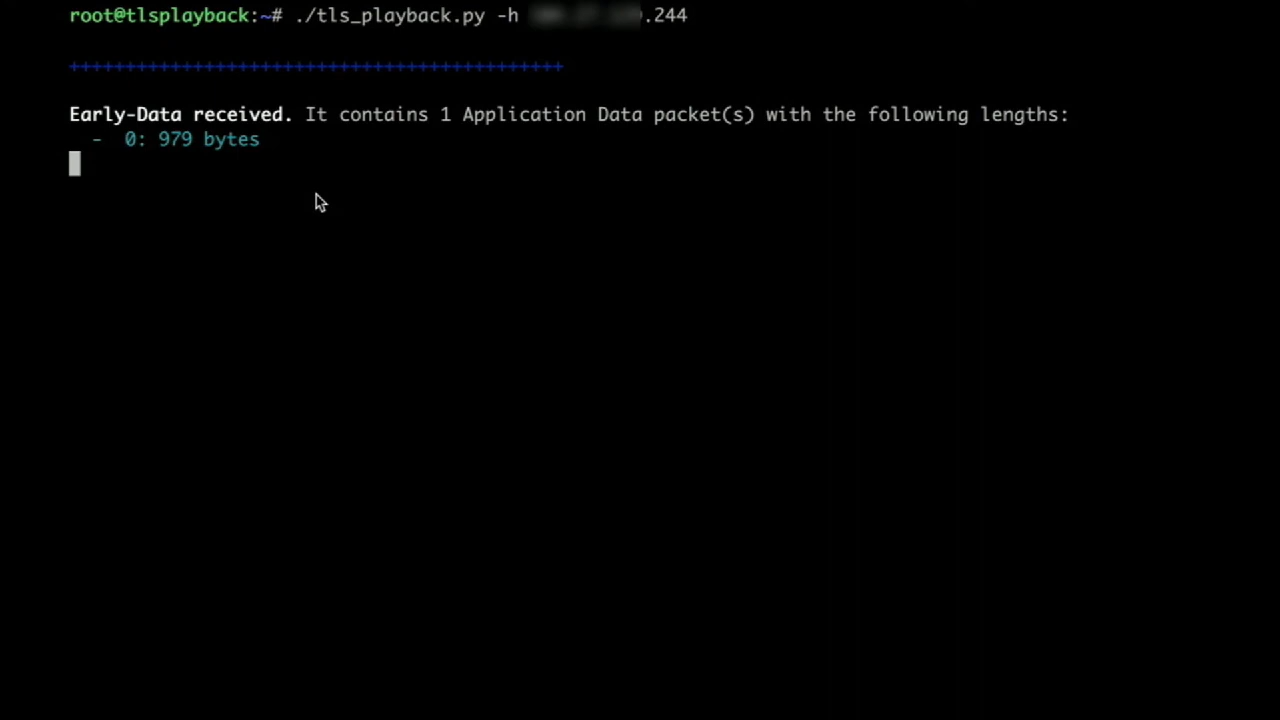 root@tlsplayback:~# ./tls_playback.py -h .244
++++++++++++++++++++++++++++++++++++++++++++
Early-Data received. It contains 1 Application Data packet(s) with the following lengths:
- 0: 979 bytes